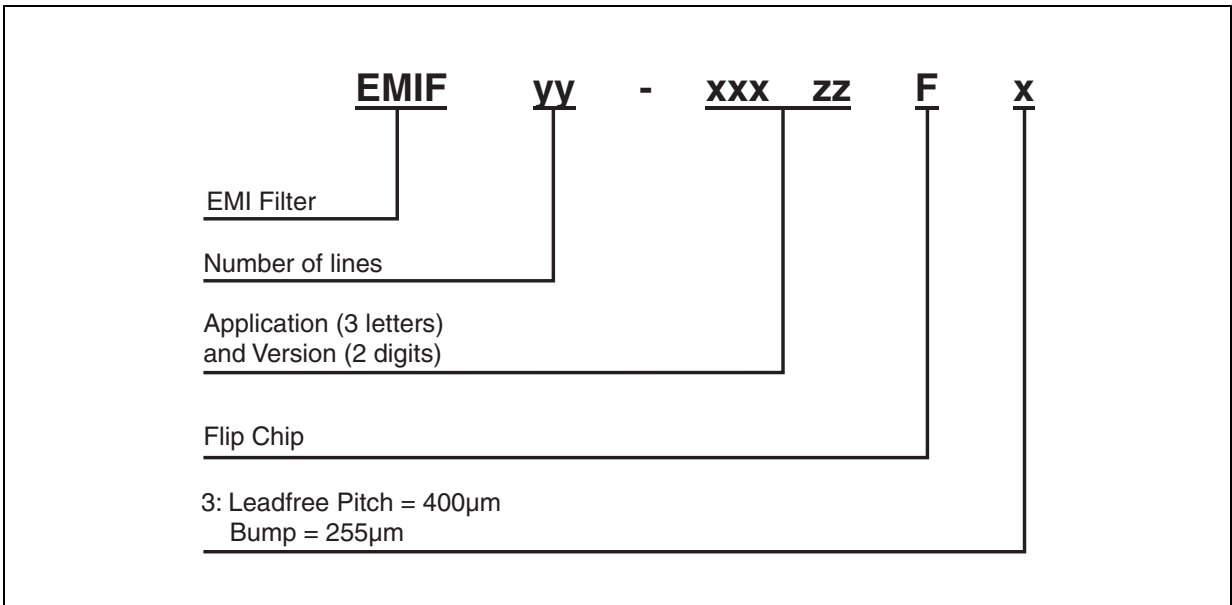 EMIF yy - xxx zz F x
EMI Filter
Number of lines
Application (3 letters)
and Version (2 digits)
Flip Chip
3: Leadfree Pitch = 400µm
Bump = 255µm